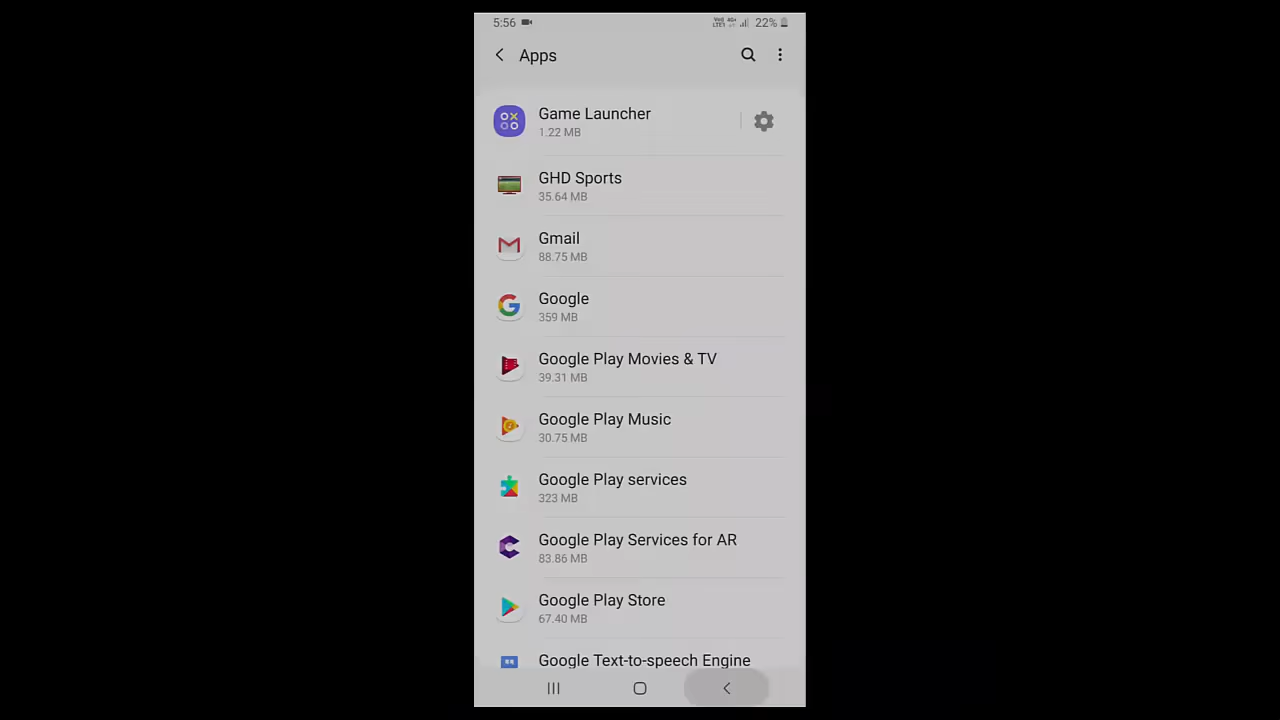 5:56
22%
Apps
Game Launcher
1.22 MB
GHD Sports
35.64 MB
Gmail
88.75 MB
Google
359 MB
Google Play Movies & TV
39.31 MB
Google Play Music
30.75 MB
Google Play services
323 MB
Google Play Services for AR
83.86 MB
Google Play Store
67.40 MB
Google Text-to-speech Engine